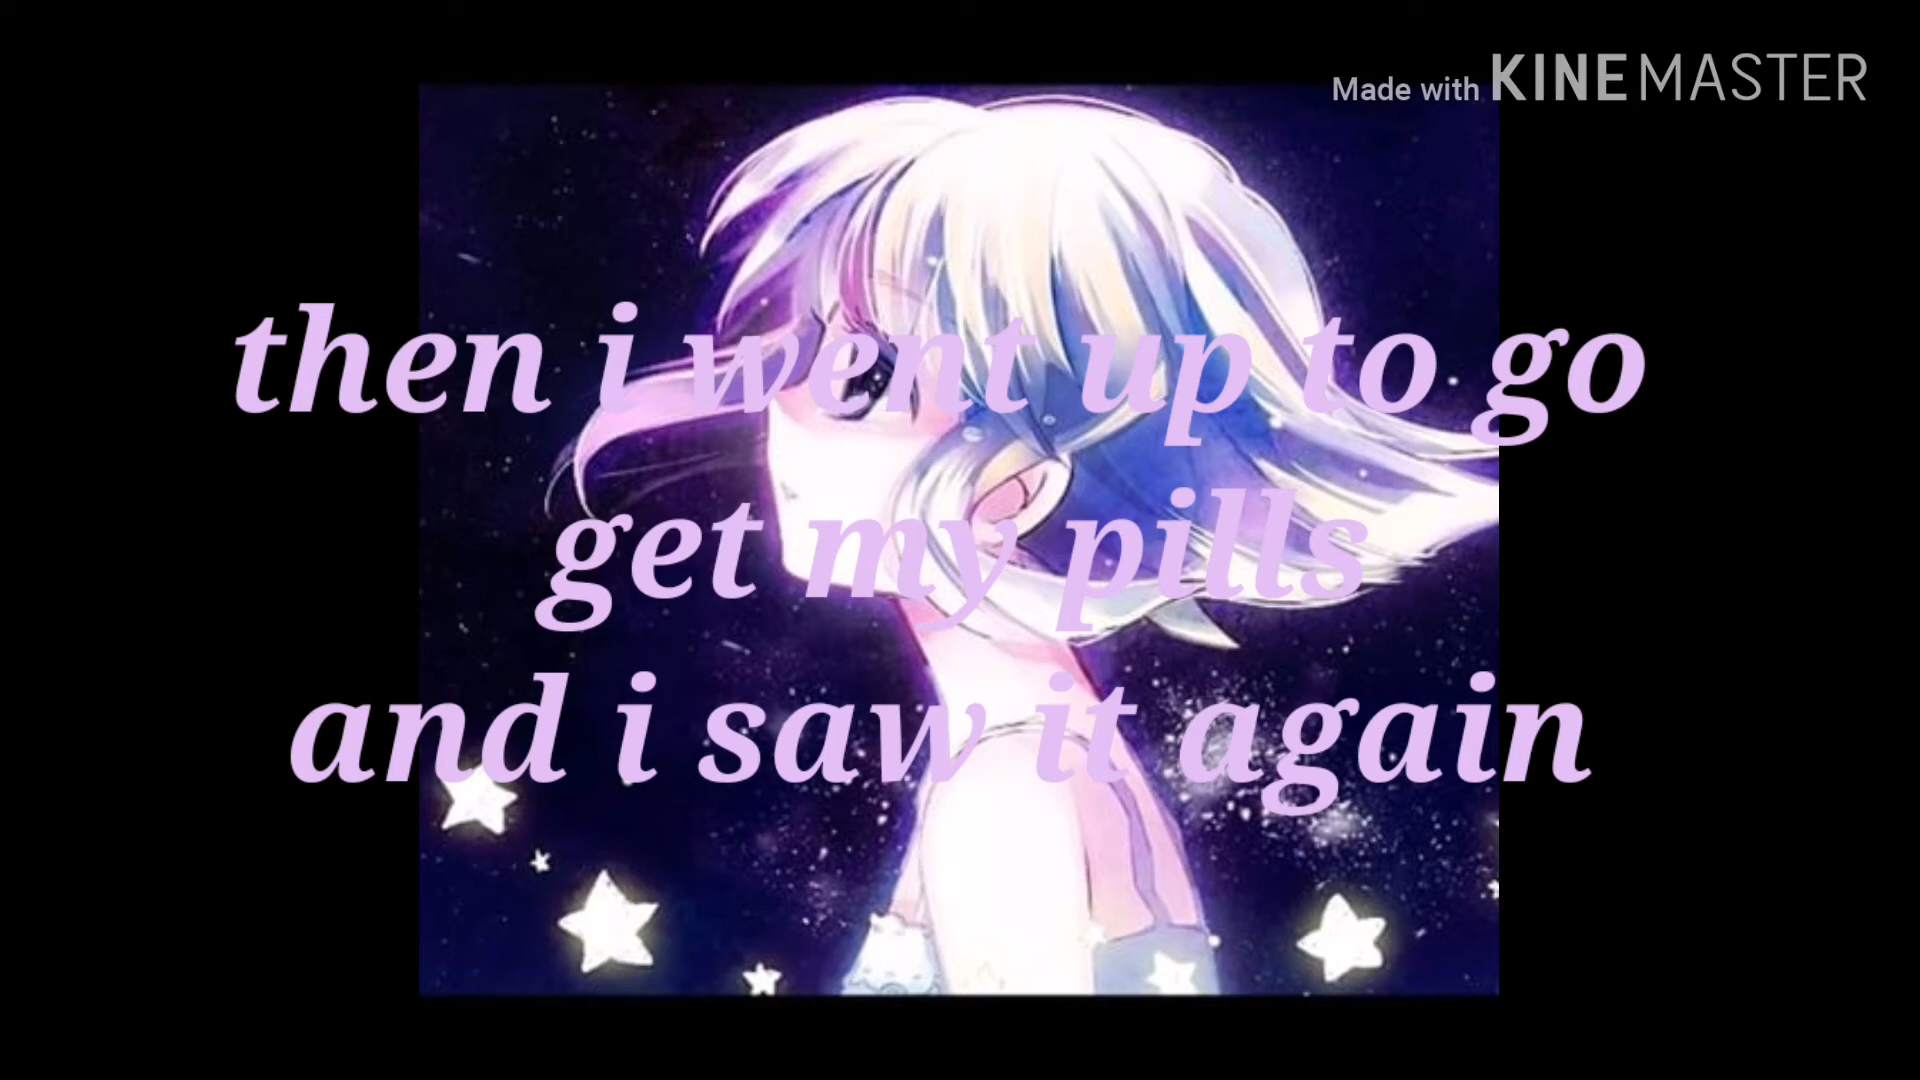 Made with KINEMASTER
then i went up to go
get my pills
and i saw it again